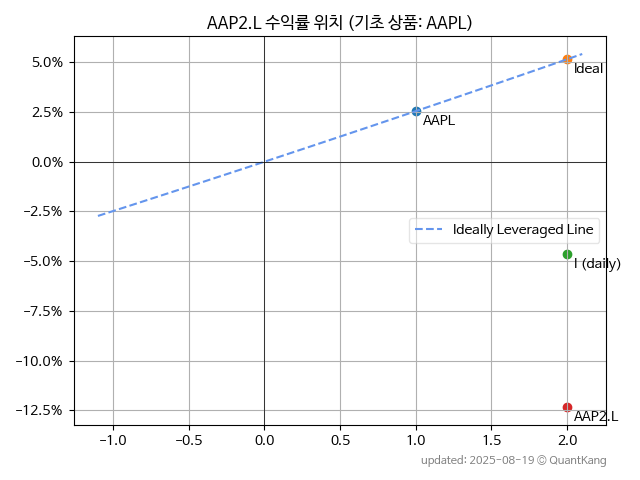 AAP2.L 수익률 위치 (기초 상품: AAPL)
5.0%
2.5%
0.0%
−2.5%
−5.0%
−7.5%
−10.0%
−12.5%
Ideal
AAPL
Ideally Leveraged Line
I (daily)
AAP2.L
−1.0
−0.5
0.0
0.5
1.0
1.5
2.0
updated: 2025-08-19 © QuantKang